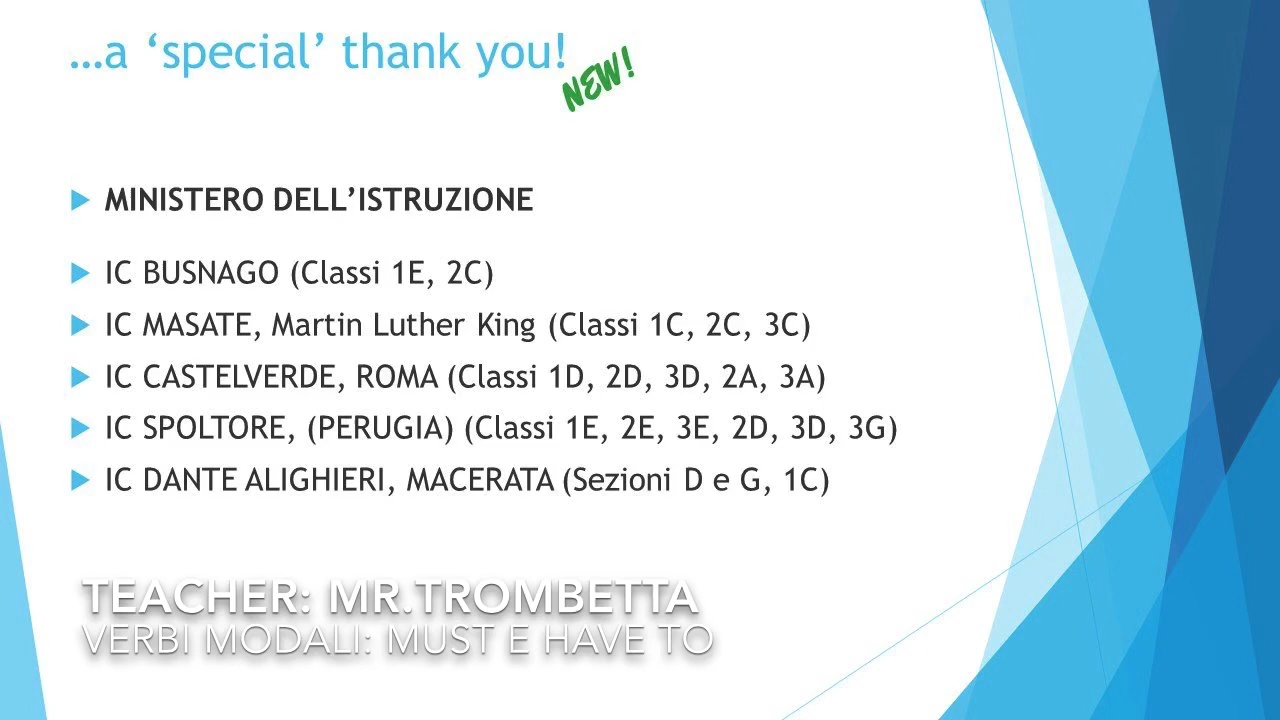 …a ‘special’ thank you!
NEW!
MINISTERO DELL’ISTRUZIONE
IC BUSNAGO (Classi 1E, 2C)
IC MASATE, Martin Luther King (Classi 1C, 2C, 3C)
IC CASTELVERDE, ROMA (Classi 1D, 2D, 3D, 2A, 3A)
IC SPOLTORE, (PERUGIA) (Classi 1E, 2E, 3E, 2D, 3D, 3G)
IC DANTE ALIGHIERI, MACERATA (Sezioni D e G, 1C)
TEACHER: MR.TROMBETTA
VERBI MODALI: MUST E HAVE TO